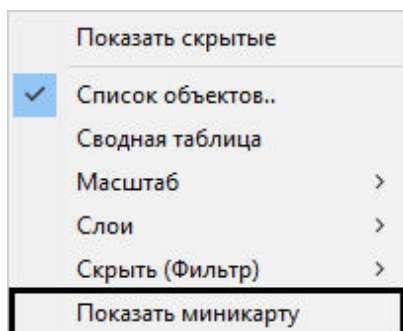 Показать скрытые
Список объектов..
Сводная таблица
Масштаб
Слои
Скрыть (Фильтр)
Показать миникарту